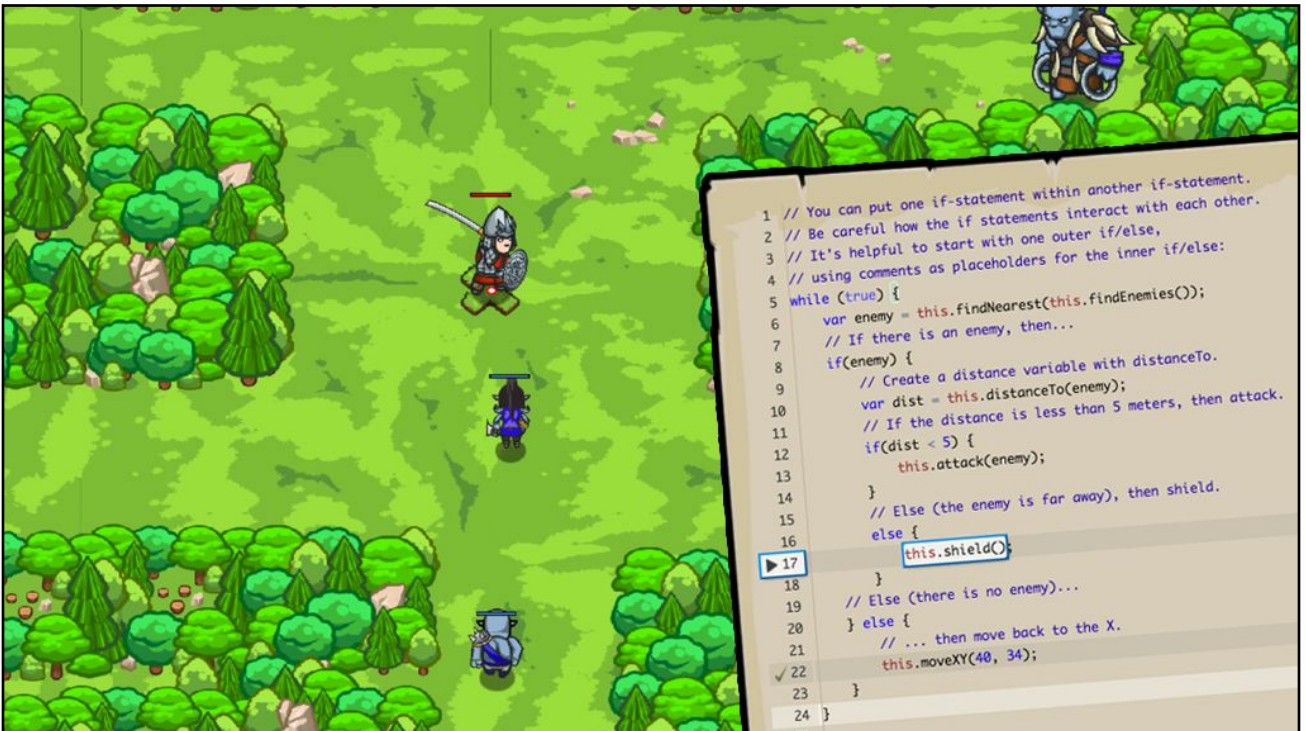 1 // You can put one if-statement within another if-statement.
2 // Be careful how the if statements interact with each other.
3 // It's helpful to start with one outer if/else,
4 // using comments as placeholders for the inner if/else:
5 while (true) {
6 var enemy = this.findNearest(this.findEnemies());
7 // If there is an enemy, then...
8 if(enemy) {
9 // Create a distance variable with distanceTo.
10 var dist = this.distanceTo(enemy);
11 // If the distance is less than 5 meters, then attack.
12 if(dist < 5) {
13 this.attack(enemy);
14 }
15 // Else (the enemy is far away), then shield.
16 else {
17 this.shield();
18 }
19 // Else (there is no enemy)...
20 } else {
21 // ... then move back to the X.
22 this.moveXY(40, 34);
23 }
24 }